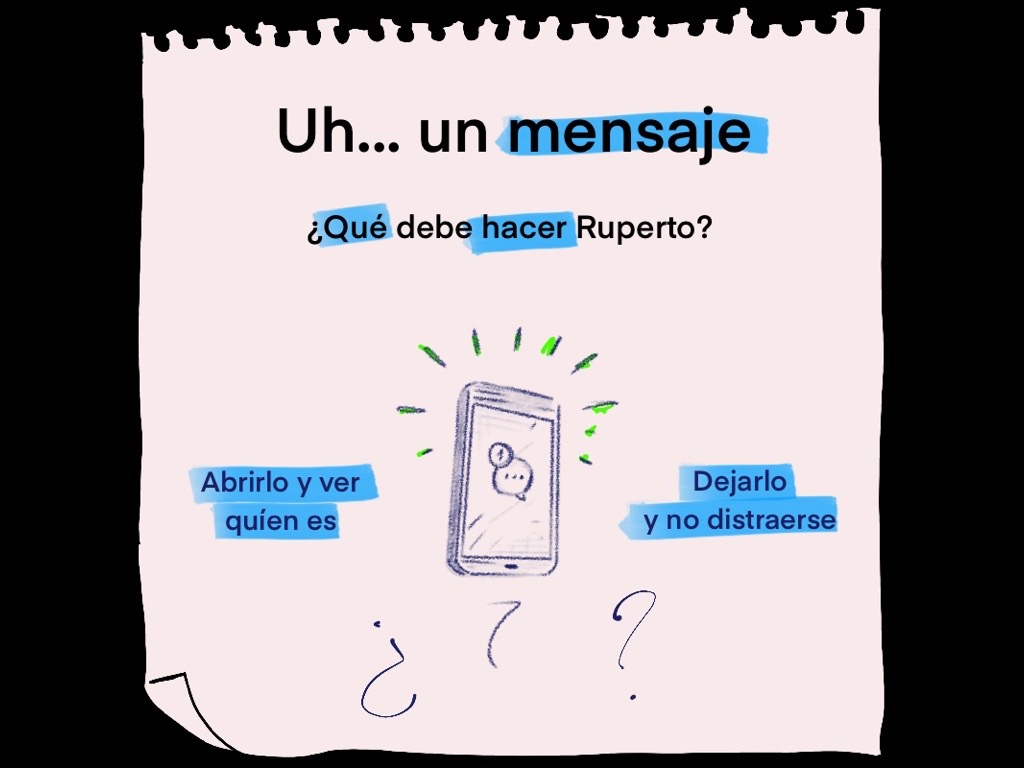 Uh... un mensaje
¿Qué debe hacer Ruperto?
Abrirlo y ver
quíen es
Dejarlo
y no distraerse
¿ ?